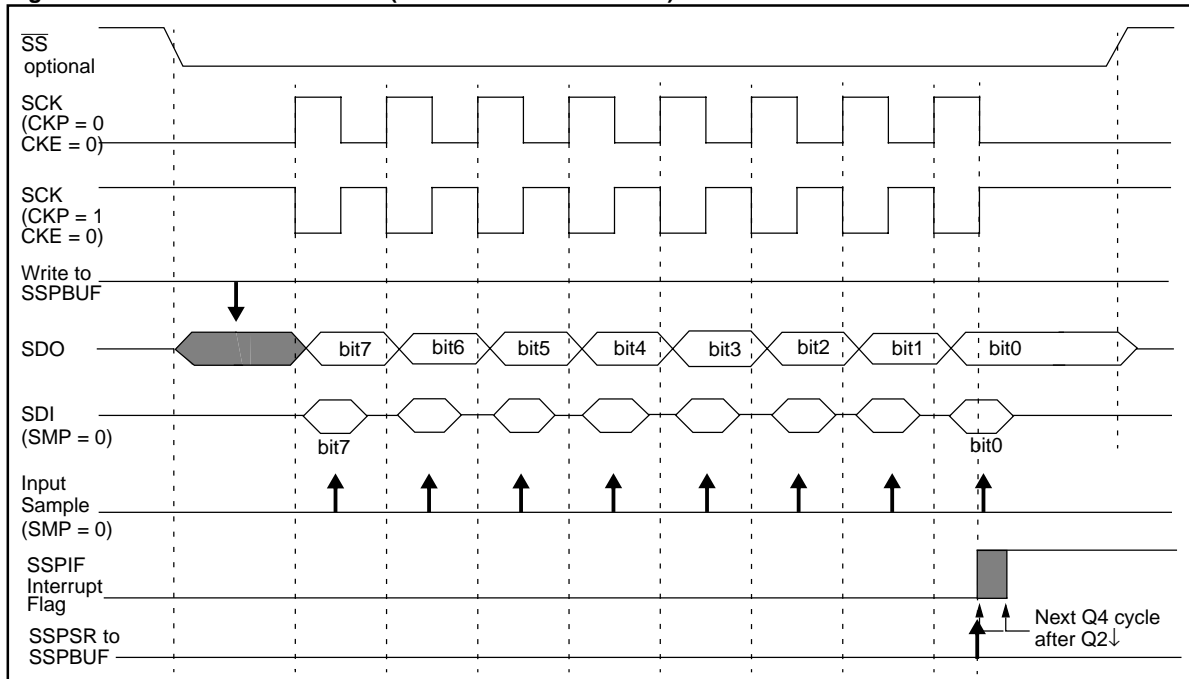 SS
optional
SCK
(CKP = 0
CKE = 0)
SCK
(CKP = 1
CKE = 0)
Write to
SSPBUF
SDO
bit7 bit6 bit5 bit4 bit3 bit2 bit1 bit0
SDI
(SMP = 0)
bit7 bit0
Input
Sample
(SMP = 0)
SSPIF
Interrupt
Flag
Next Q4 cycle
after Q2↓
SSPSR to
SSPBUF